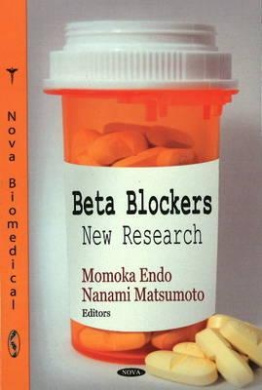 Nova Biomedical
Beta Blockers
New Research
Momoka Endo
Nanami Matsumoto
Editors
NOVA